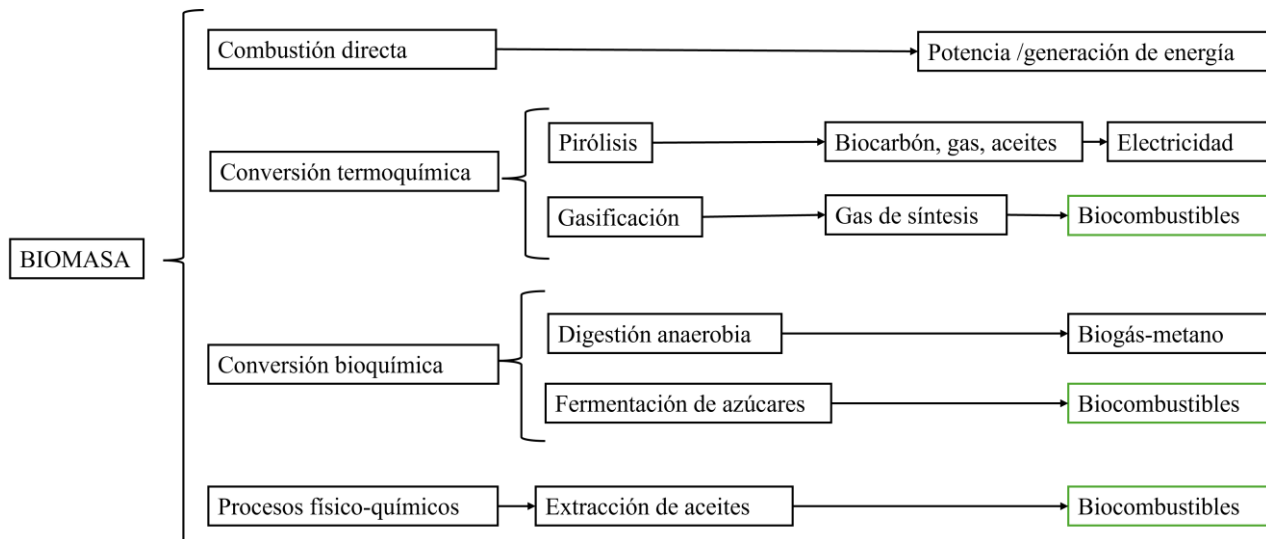 Combustión directa
Potencia /generación de energía
Pirólisis
Biocarbón, gas, aceites
Electricidad
Conversión termoquímica
Gasificación
Gas de síntesis
Biocombustibles
BIOMASA
Digestión anaerobia
Biogás-metano
Conversión bioquímica
Fermentación de azúcares
Biocombustibles
Procesos físico-químicos
Extracción de aceites
Biocombustibles